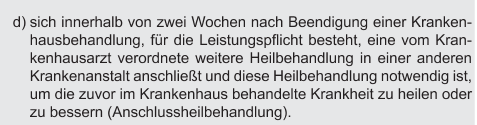 d) sich innerhalb von zwei Wochen nach Beendigung einer Kranken-
hausbehandlung, für die Leistungspflicht besteht, eine vom Kran-
kenhausarzt verordnete weitere Heilbehandlung in einer anderen
Krankenanstalt anschließt und diese Heilbehandlung notwendig ist,
um die zuvor im Krankenhaus behandelte Krankheit zu heilen oder
zu bessern (Anschlussheilbehandlung).